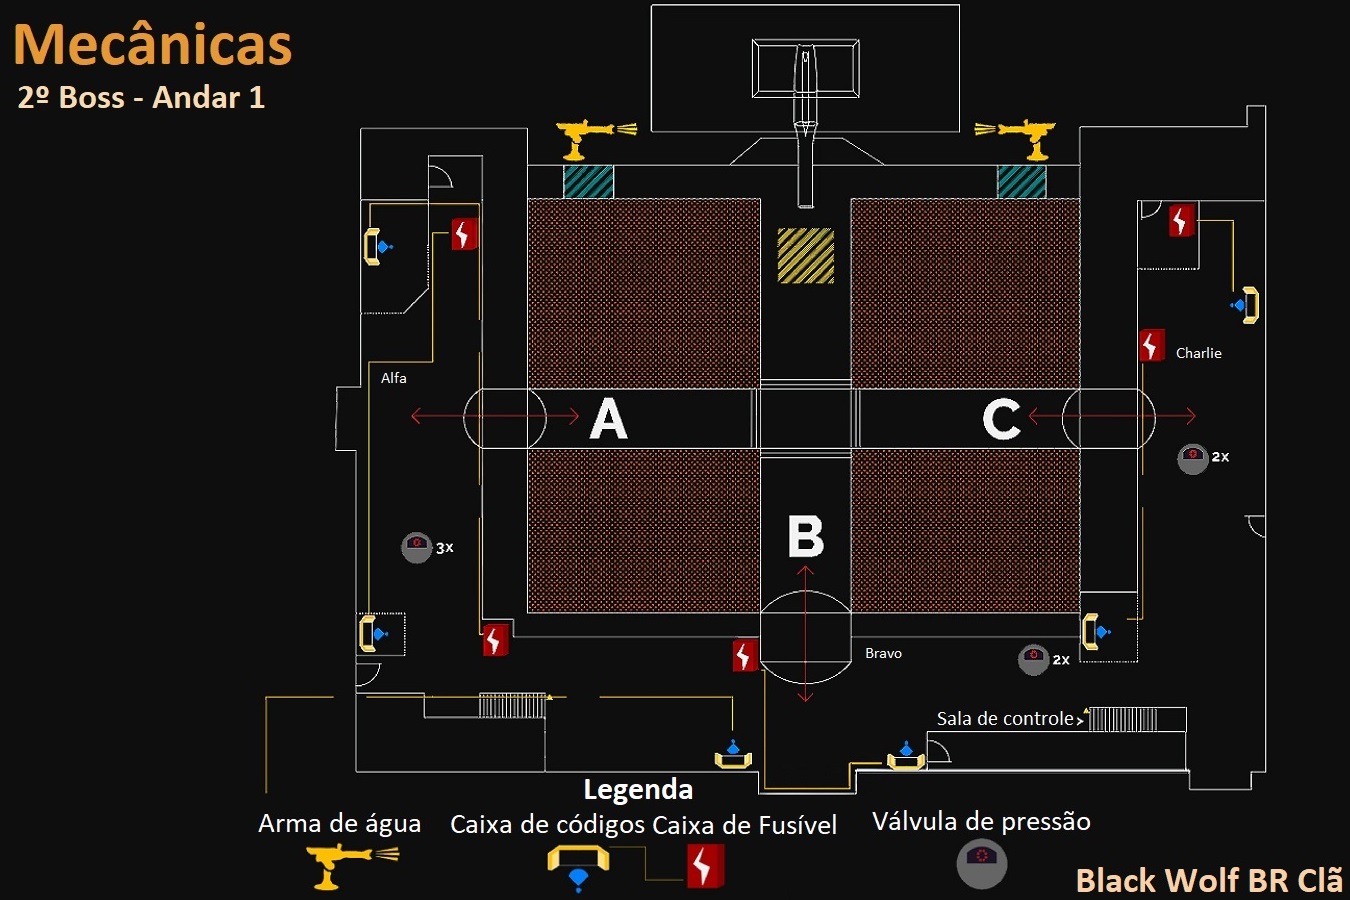 Mecânicas
2º Boss - Andar 1
Alfa
Charlie
A
C
2x
B
3x
Bravo
2x
Sala de controle
Legenda
Arma de água
Caixa de códigos
Caixa de Fusível
Válvula de pressão
Black Wolf BR Clã